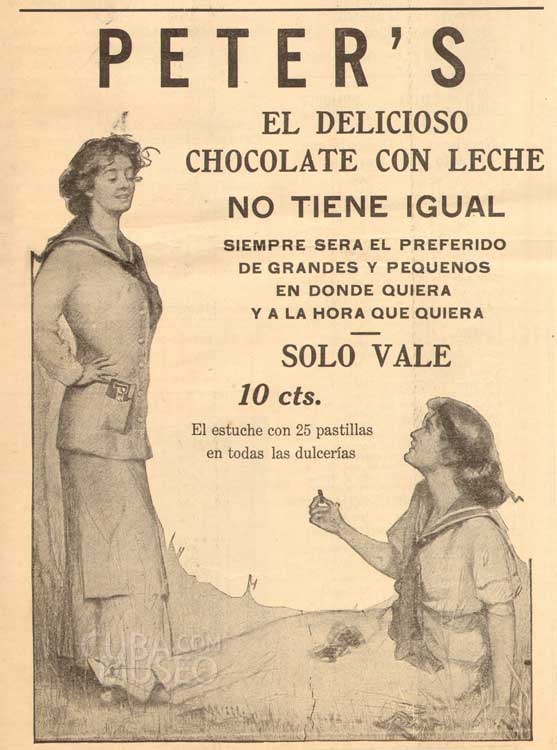 PETER'S
EL DELICIOSO
CHOCOLATE CON LECHE
NO TIENE IGUAL
SIEMPRE SERA EL PREFERIDO
DE GRANDES Y PEQUENOS
EN DONDE QUIERA
Y A LA HORA QUE QUIERA
SOLO VALE
10 cts.
El estuche con 25 pastillas
en todas las dulcerías
CUBA.COM
MUSEO